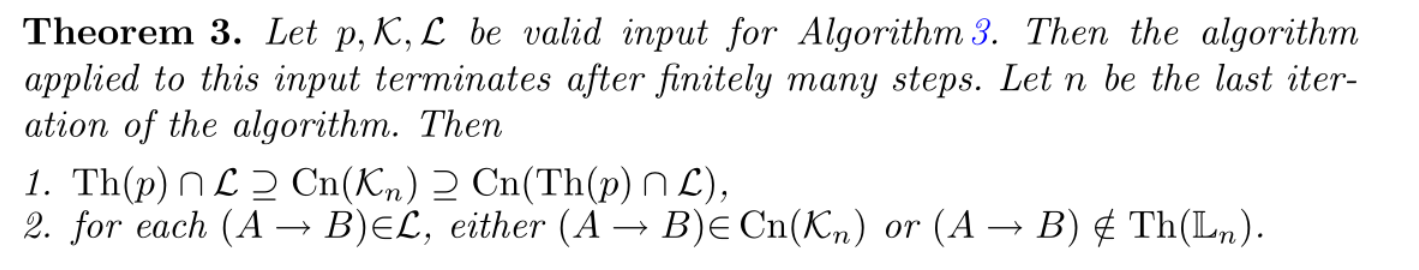 Theorem 3. Let p, 𝒦, ℒ be valid input for Algorithm 3. Then the algorithm
applied to this input terminates after finitely many steps. Let n be the last iter-
ation of the algorithm. Then
1. Th(p) ∩ ℒ ⊇ Cn(𝒦ₙ) ⊇ Cn(Th(p) ∩ ℒ),
2. for each (A → B)∈ℒ, either (A → B)∈ Cn(𝒦ₙ) or (A → B) ∉ Th(𝕃ₙ).